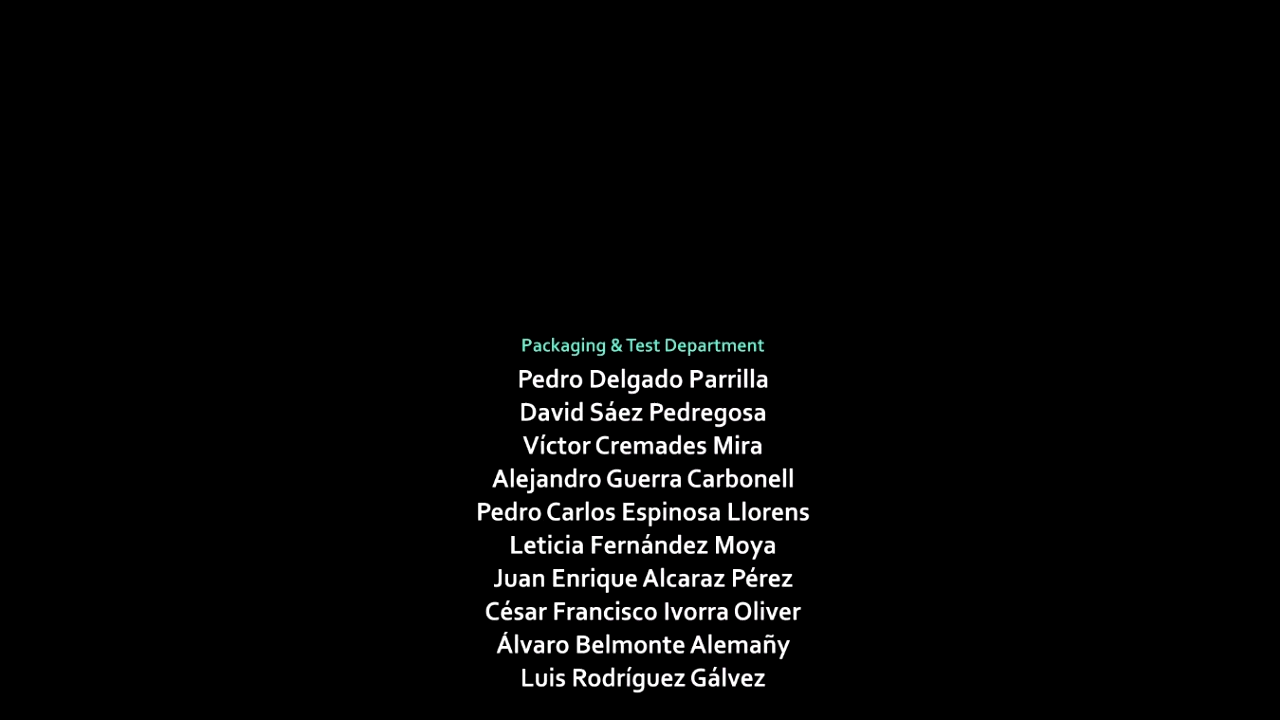 Packaging & Test Department
Pedro Delgado Parrilla
David Sáez Pedregosa
Víctor Cremades Mira
Alejandro Guerra Carbonell
Pedro Carlos Espinosa Llorens
Leticia Fernández Moya
Juan Enrique Alcaraz Pérez
César Francisco Ivorra Oliver
Álvaro Belmonte Alemañy
Luis Rodríguez Gálvez